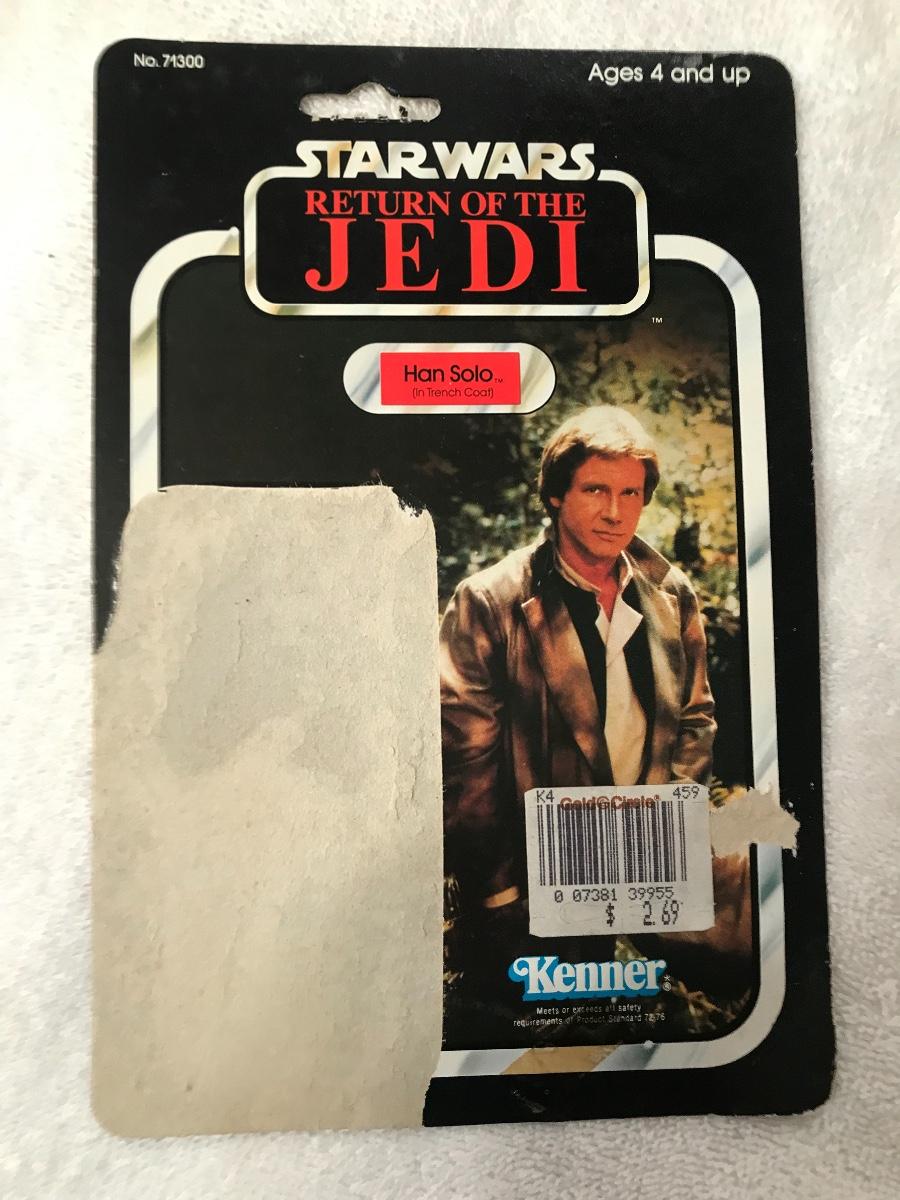 No. 71300
Ages 4 and up
STAR WARS
RETURN OF THE
JEDI
TM
Han Solo™
(in Trench Coat)
K4 Gold Circle 459
0 07381 39955
$ 2.69
Kenner®
Meets or exceeds all safety
requirements of Product Standard 72-76